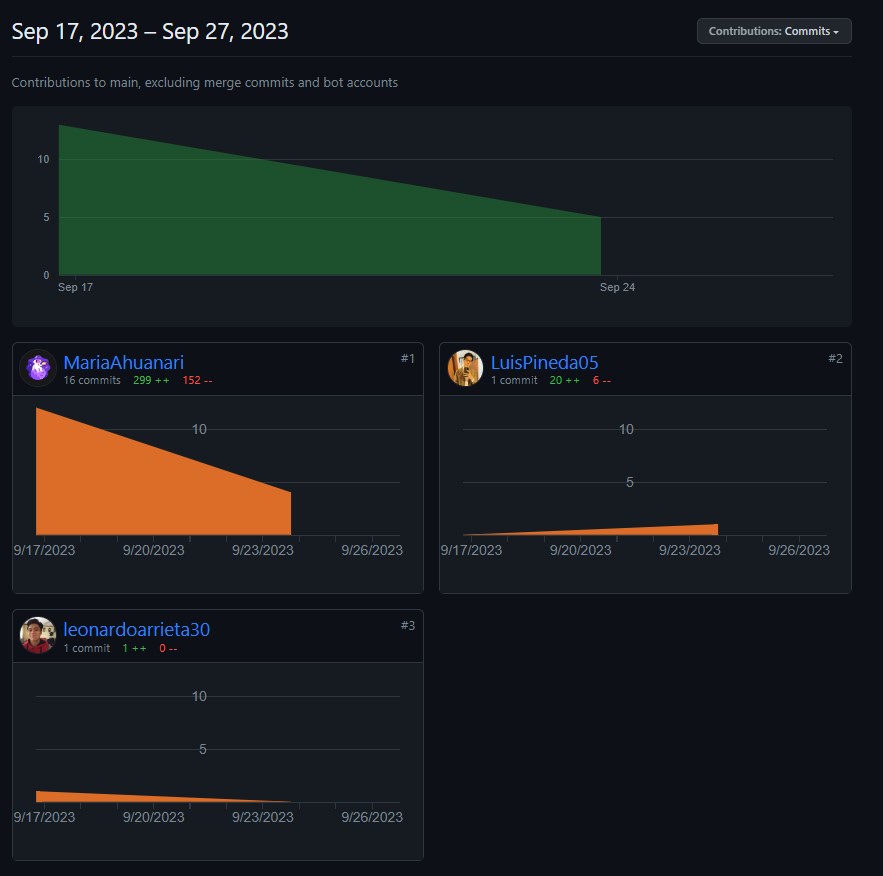 Sep 17, 2023 – Sep 27, 2023
Contributions: Commits
Contributions to main, excluding merge commits and bot accounts
10
5
0
Sep 17 Sep 24
MariaAhuanari #1
16 commits 299 ++ 152 --
10
9/17/2023 9/20/2023 9/23/2023 9/26/2023
LuisPineda05 #2
1 commit 20 ++ 6 --
10
5
9/17/2023 9/20/2023 9/23/2023 9/26/2023
leonardoarrieta30 #3
1 commit 1 ++ 0 --
10
5
9/17/2023 9/20/2023 9/23/2023 9/26/2023